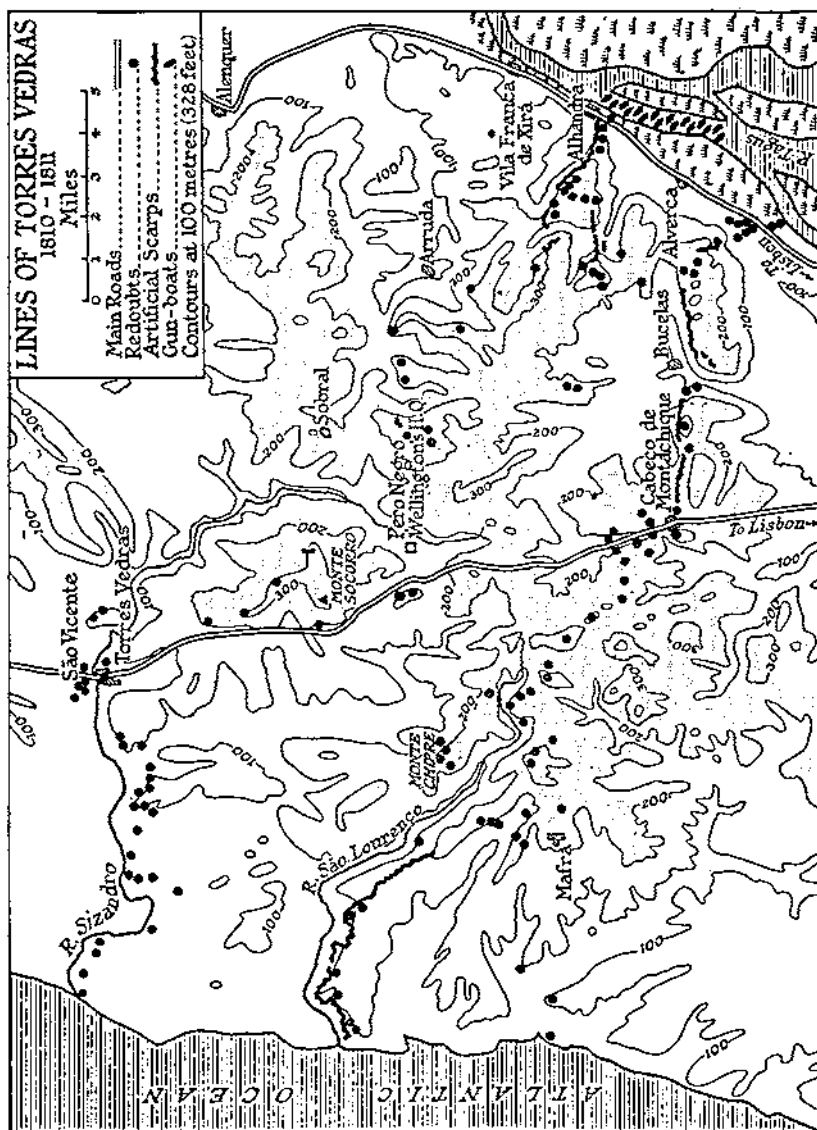 LINES OF TORRES VEDRAS
1810 - 1811
Miles
0 1 2 3 4 5
Main Roads
Redoubts
Artificial Scarps
Gun-boats
Contours at 100 metres (328 feet)
Alenquer
São Vicente
Torres Vedras
R. Sizandro
Sobral
MONTE
SOCORRO
Pero Negro
Wellington's H.Q.
Arruda
Vila Franca
de Xira
Alhandra
R. Tagus
Alverca
To
Lisbon
Bucelas
Cabeço de
Montachique
To Lisbon
MONTE
CHIPRE
R. São Lourenço
Mafra
ATLANTIC OCEAN
100
200
300